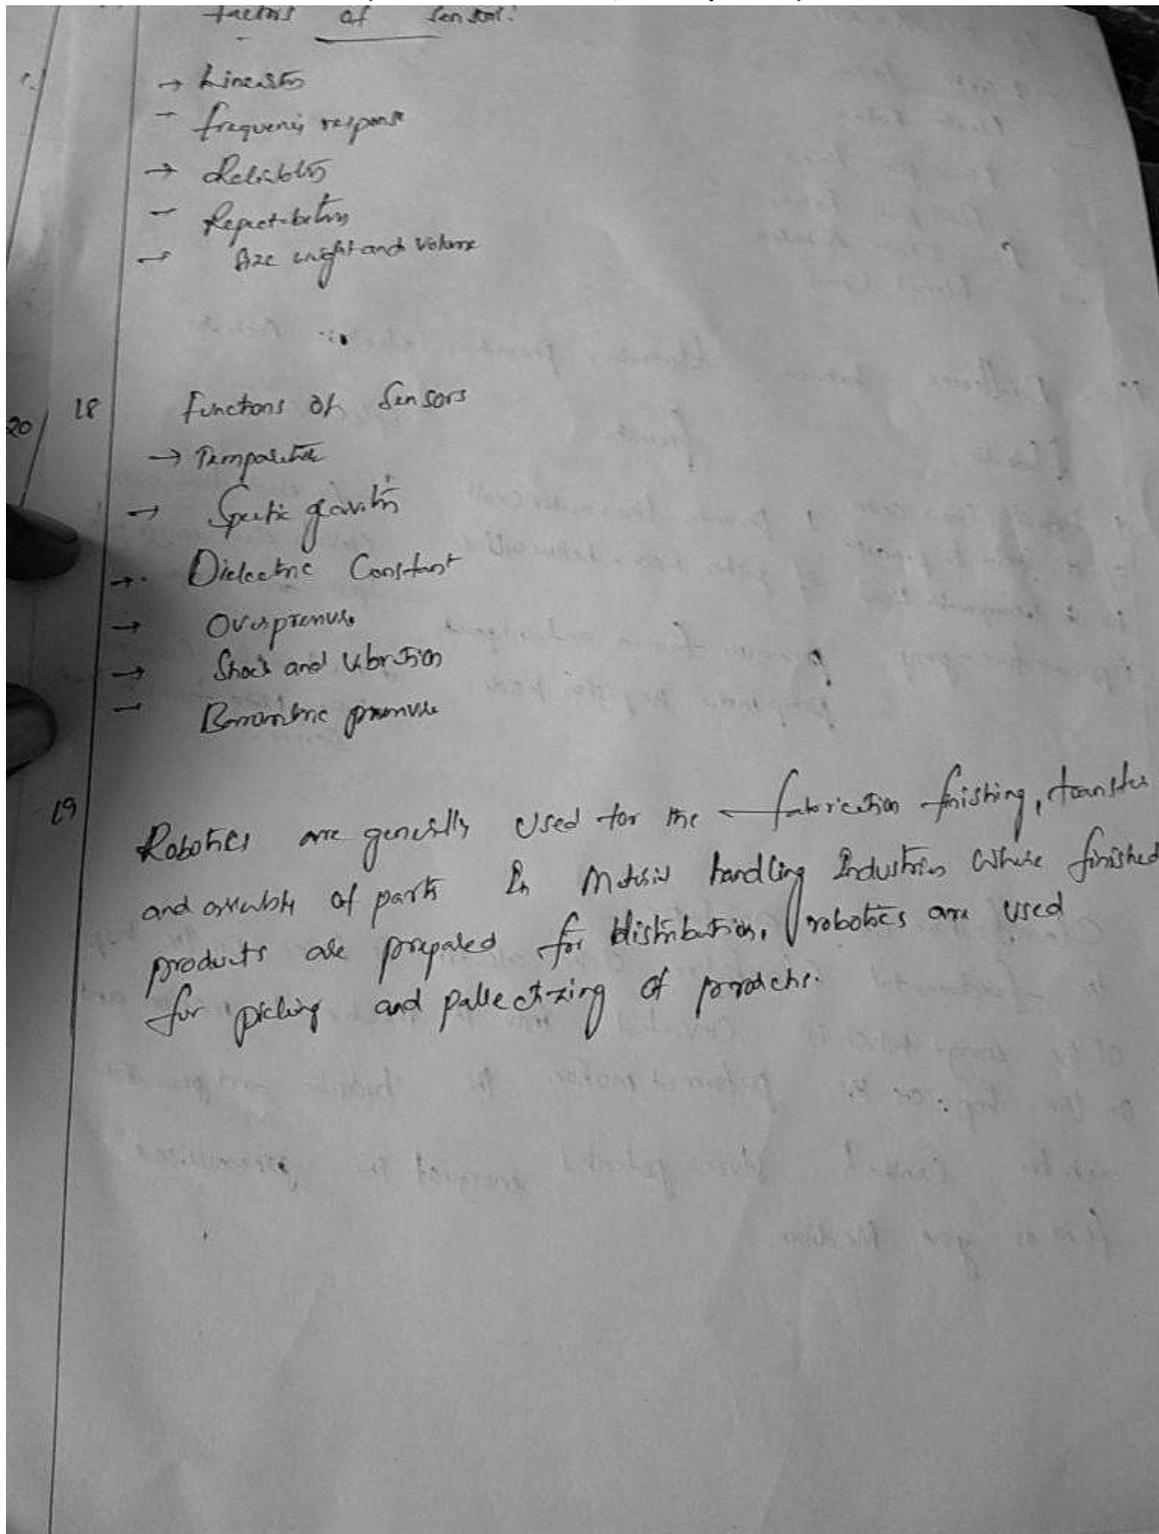 factors of sensors.
→ Linearity
- frequency response
→ Reliability
- Repeatability
→ Size weight and volume
20
18 Functions of Sensors
→ Temparature
→ Specific gravity
→ Dielectric Constant
→ Overpressure
→ Shock and vibration
- Barometric pressure
19
Robotics are generally used for the fabrication finishing, transfer
and assembly of parts In Material handling Industries where finished
products are prepared for distribution, robotics are used
for picking and palletizing of products.